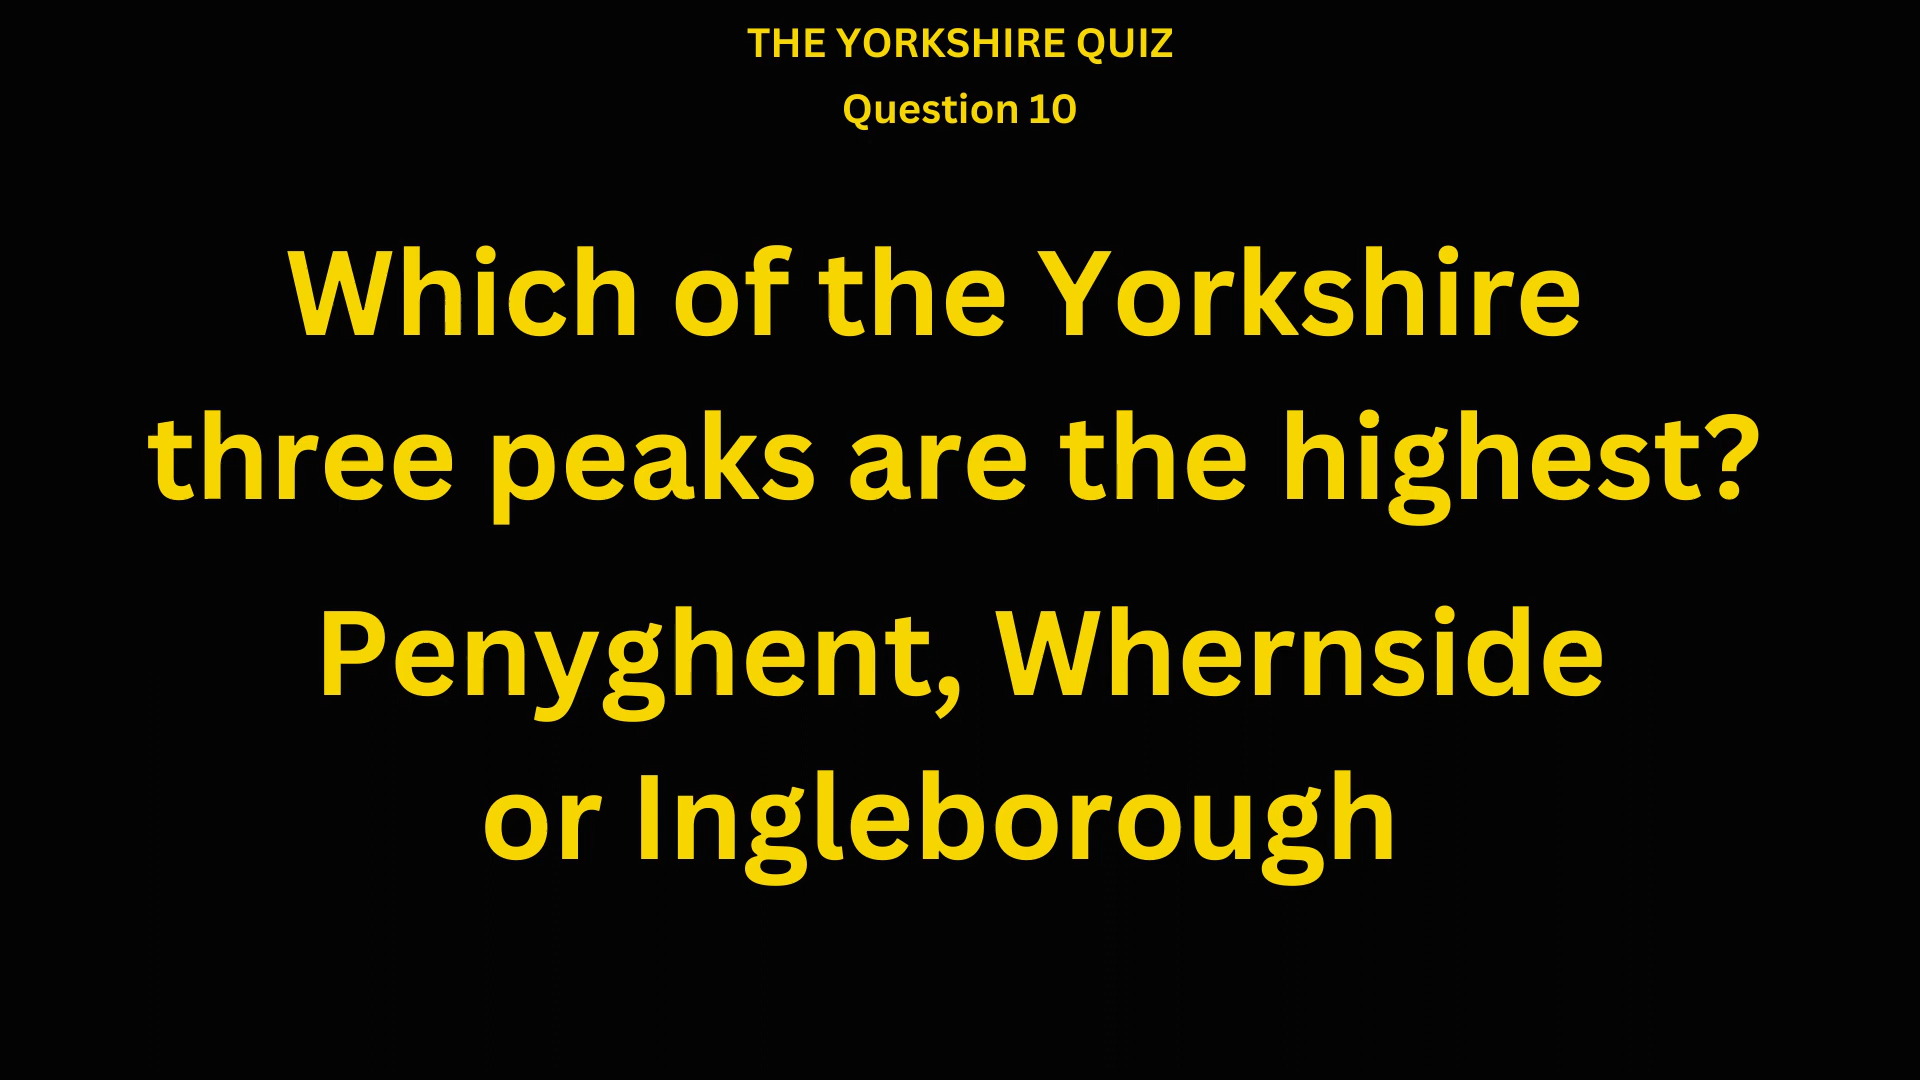 THE YORKSHIRE QUIZ
Question 10
Which of the Yorkshire
three peaks are the highest?
Penyghent, Whernside
or Ingleborough